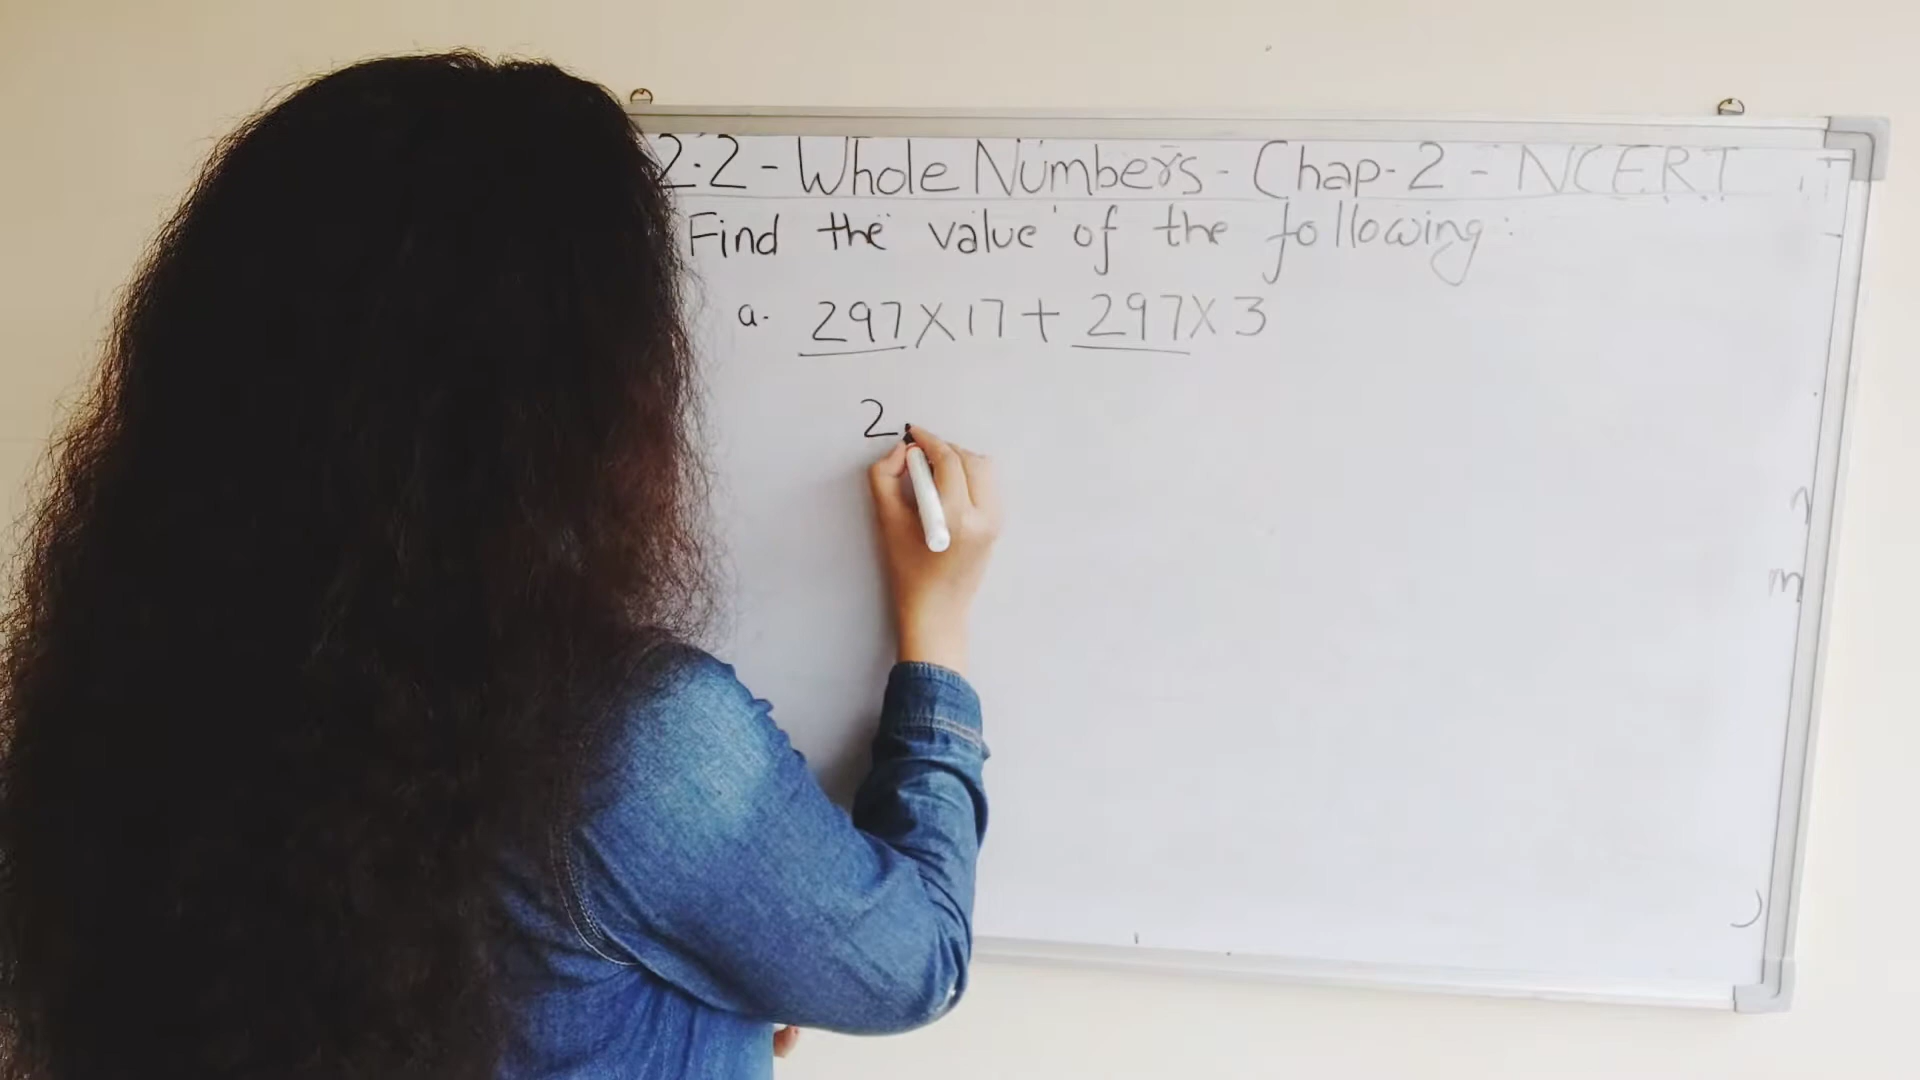 2.2 - Whole Numbers - Chap-2 - NCERT
Find the value of the following:
a. 297 X 17 + 297 X 3
2